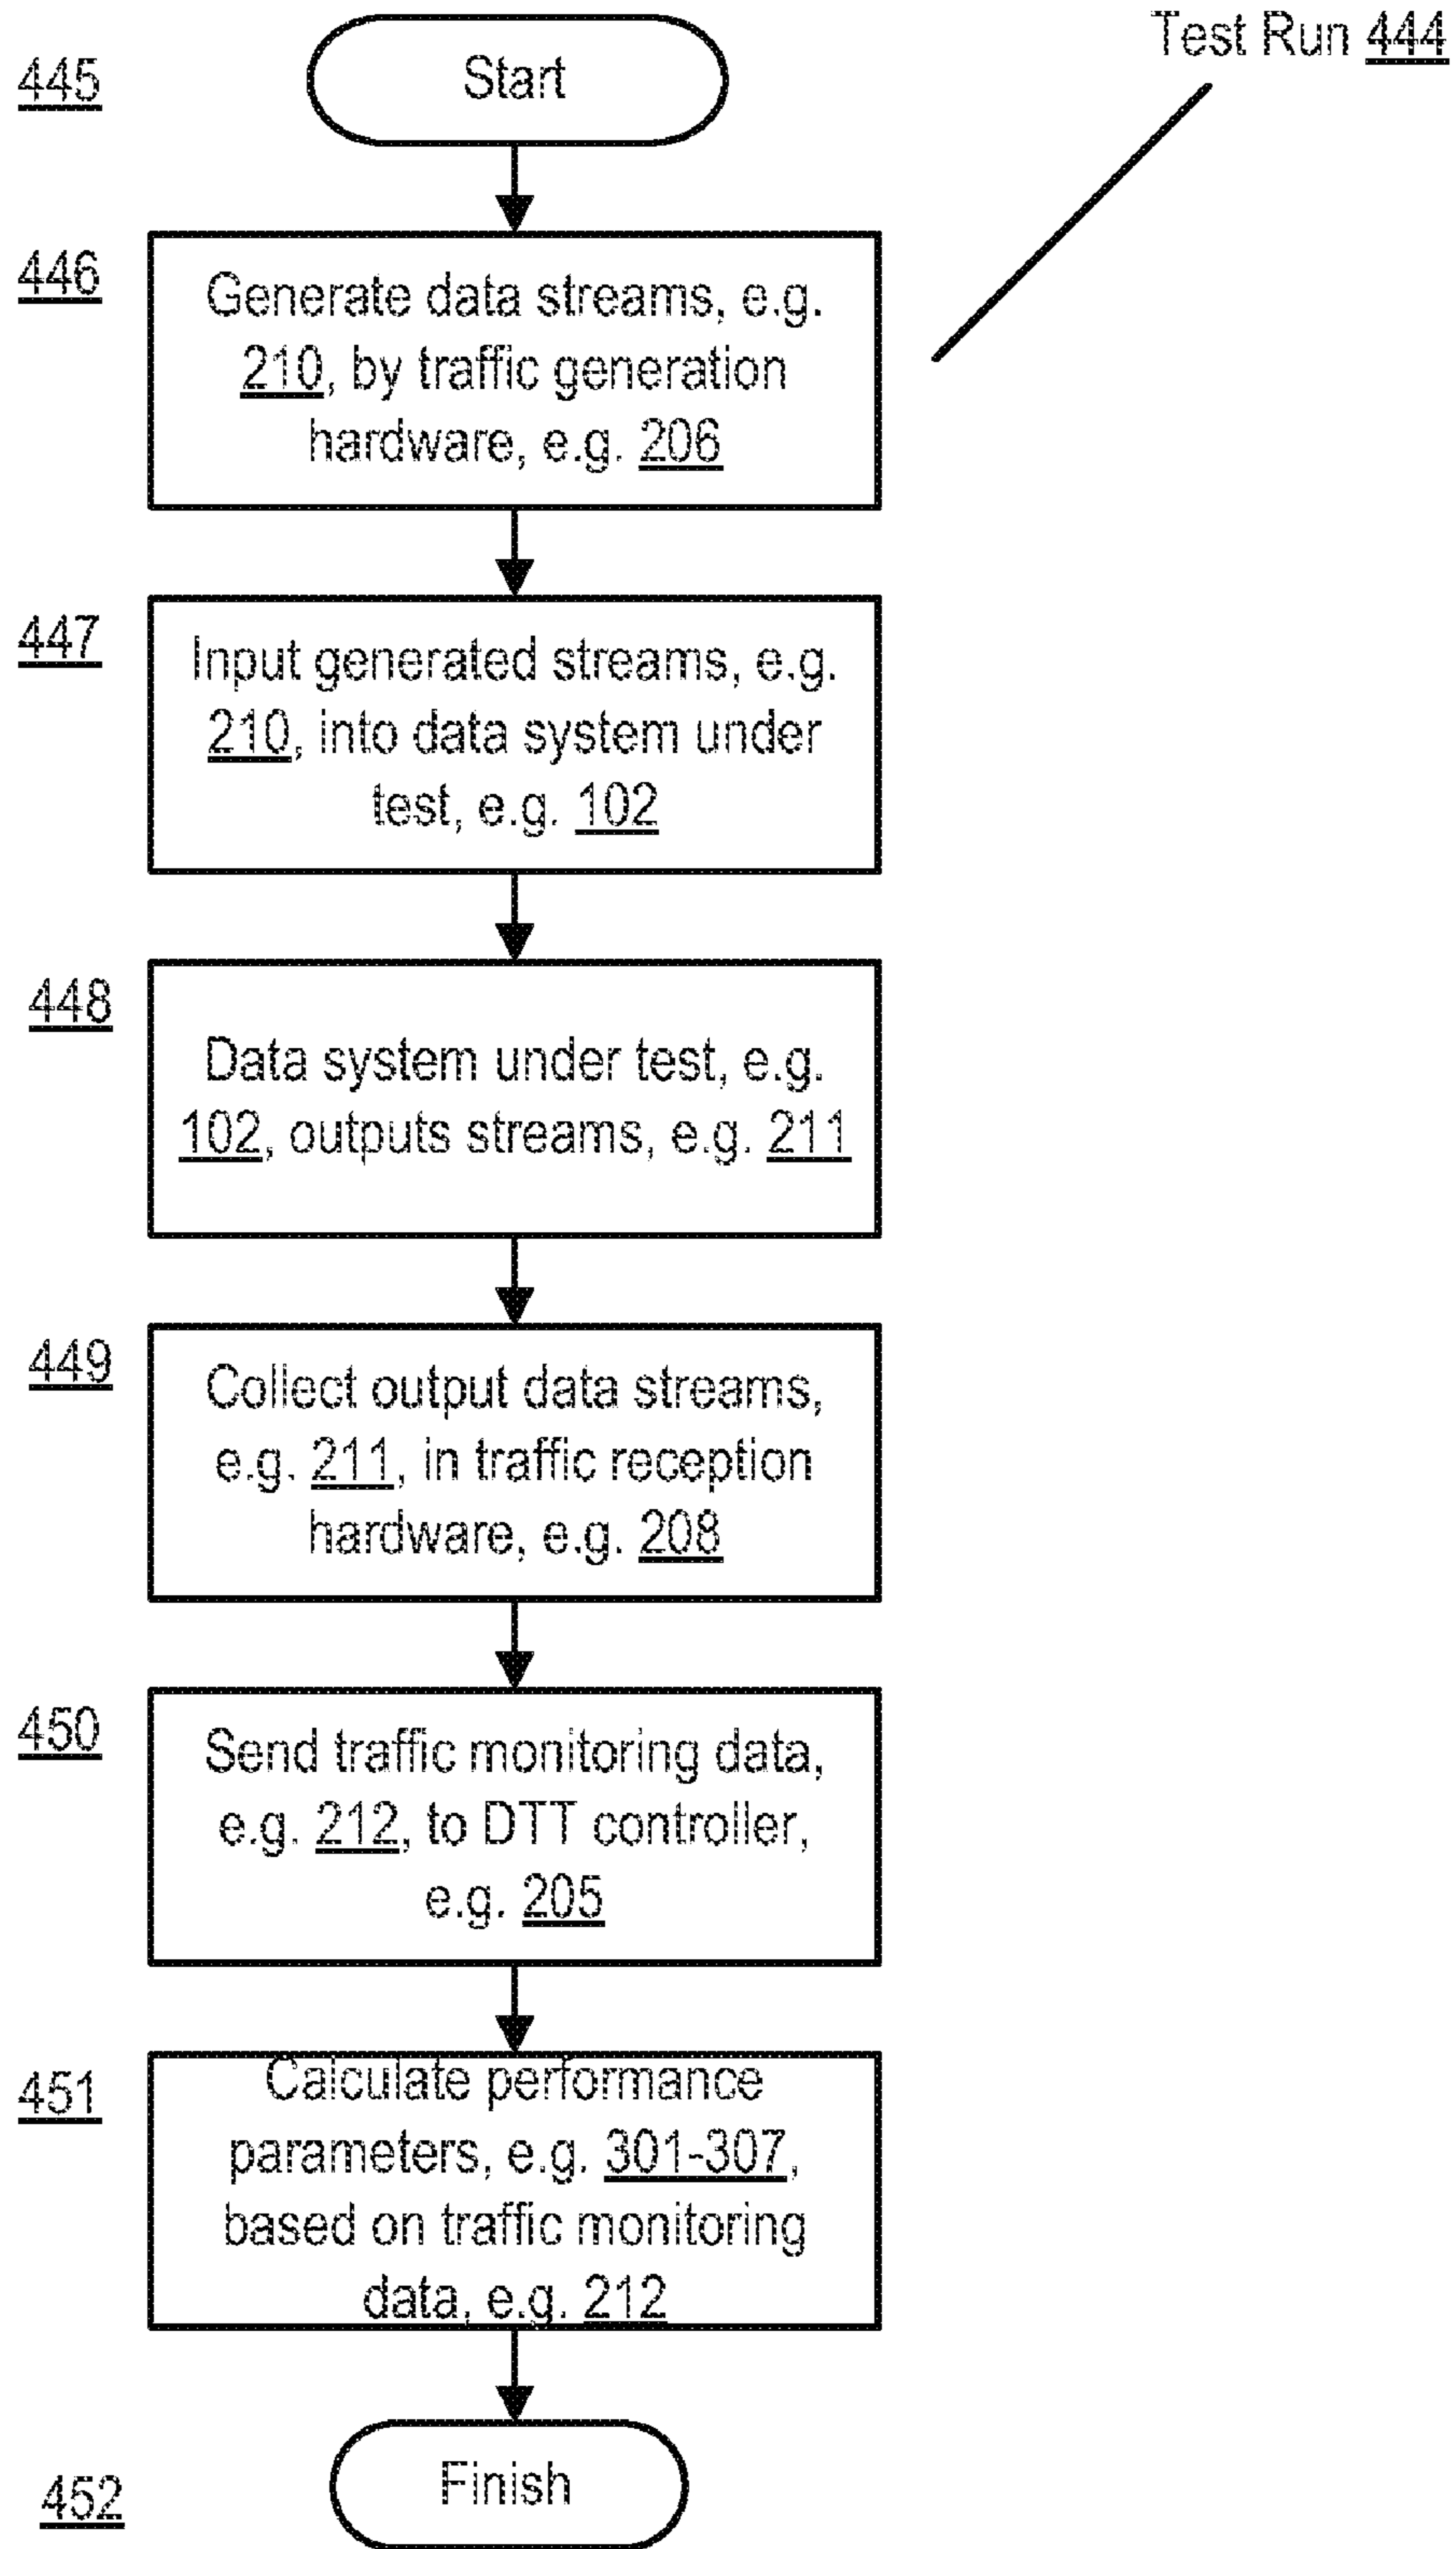 Test Run 444
445
Start
446
Generate data streams, e.g.
210, by traffic generation
hardware, e.g. 206
447
Input generated streams, e.g.
210, into data system under
test, e.g. 102
448
Data system under test, e.g.
102, outputs streams, e.g. 211
449
Collect output data streams,
e.g. 211, in traffic reception
hardware, e.g. 208
450
Send traffic monitoring data,
e.g. 212, to DTT controller,
e.g. 205
451
Calculate performance
parameters, e.g. 301-307,
based on traffic monitoring
data, e.g. 212
Finish
452